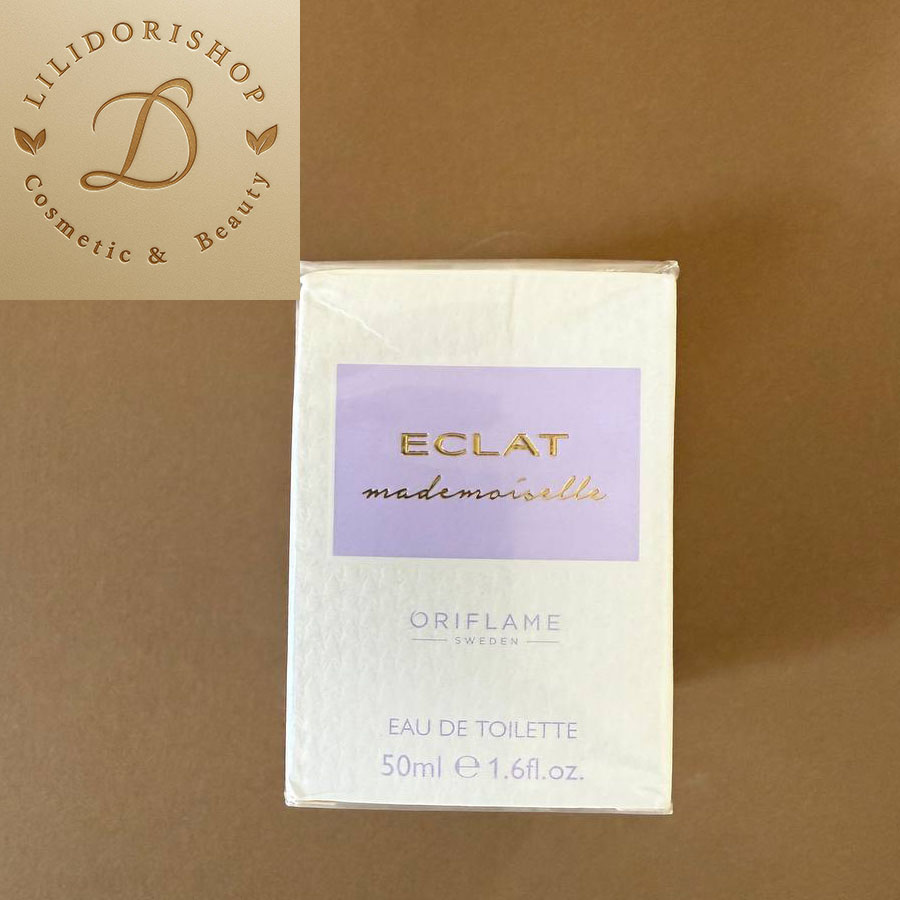 LILIDORISHOP
D
Cosmetic & Beauty
ECLAT
mademoiselle
ORIFLAME
SWEDEN
EAU DE TOILETTE
50ml ℮ 1.6fl.oz.